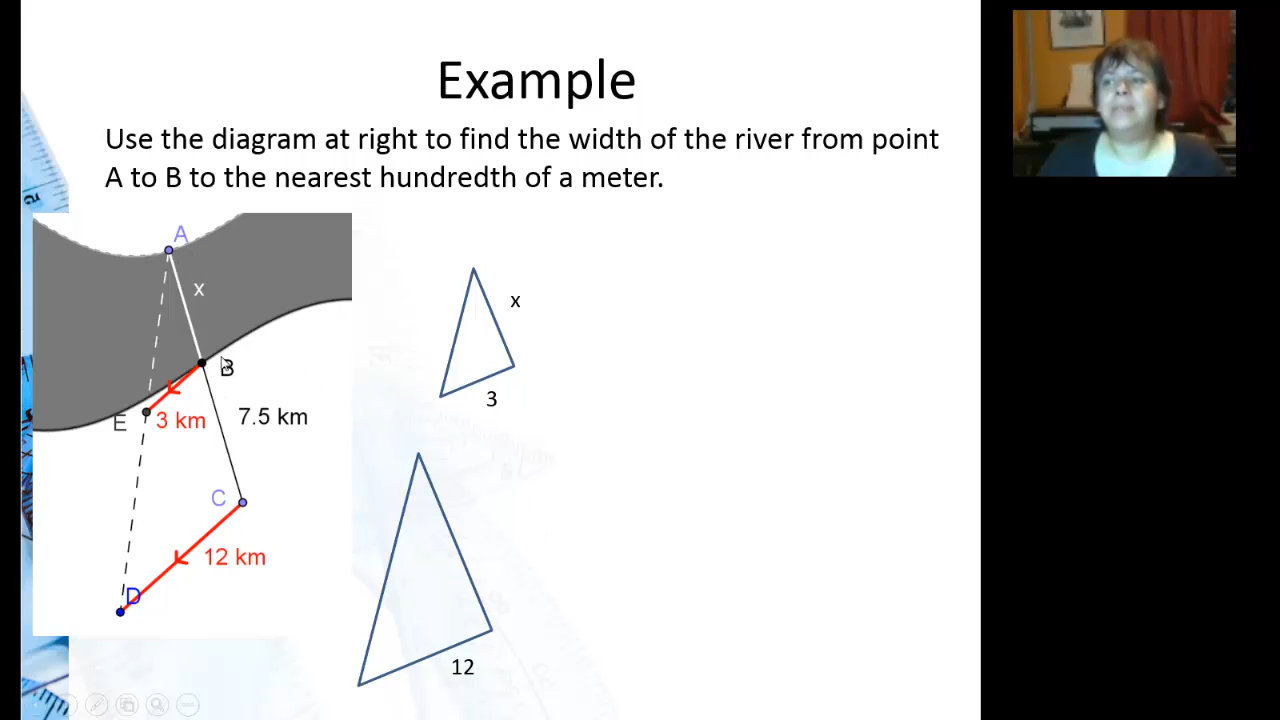 Example
Use the diagram at right to find the width of the river from point
A to B to the nearest hundredth of a meter.
A
x
B
E
3 km
7.5 km
C
12 km
D
x
3
12